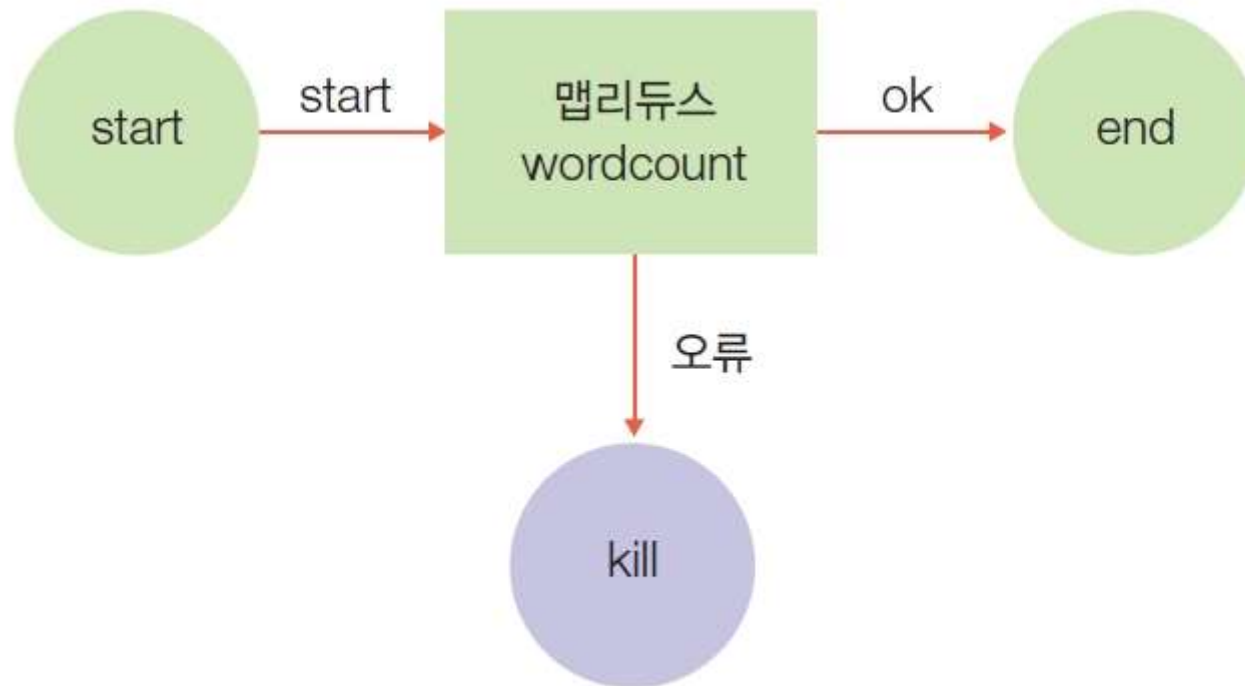 start
start
맵리듀스
wordcount
ok
end
오류
kill